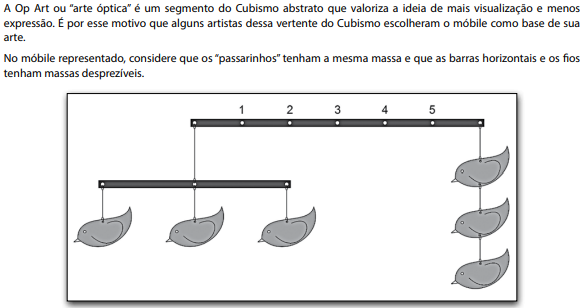 A Op Art ou “arte óptica” é um segmento do Cubismo abstrato que valoriza a ideia de mais visualização e menos
expressão. É por esse motivo que alguns artistas dessa vertente do Cubismo escolheram o móbile como base de sua
arte.
No móbile representado, considere que os “passarinhos” tenham a mesma massa e que as barras horizontais e os fios
tenham massas desprezíveis.
1 2 3 4 5